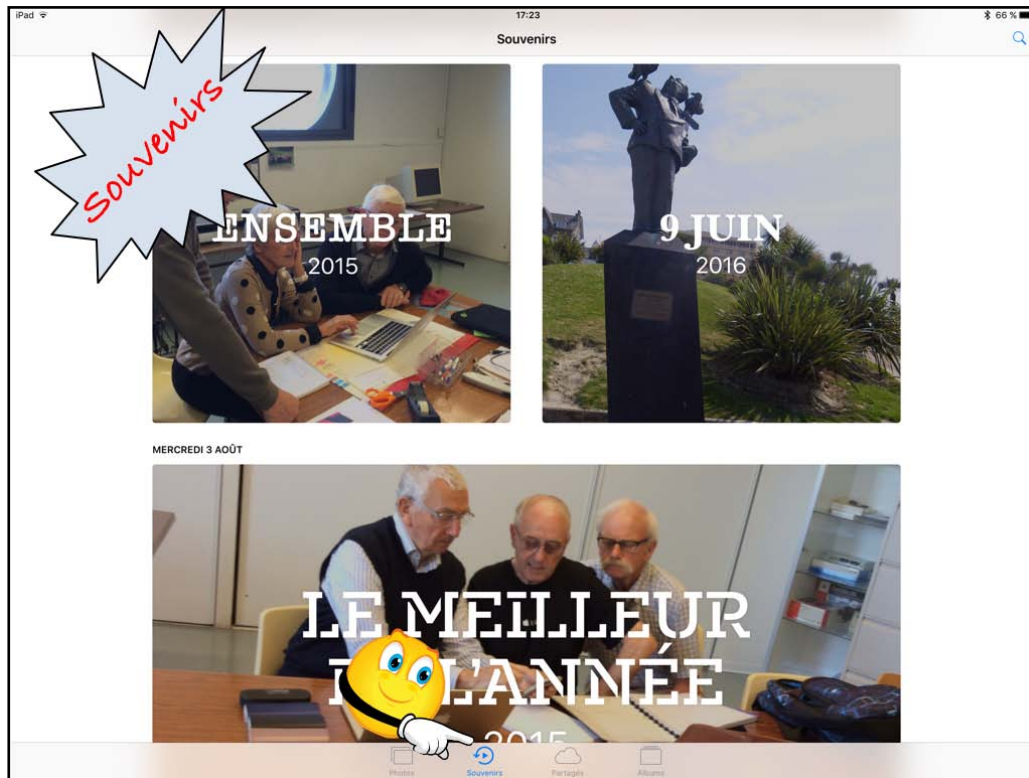 iPad 17:23 66 %
Souvenirs
Souvenirs
ENSEMBLE
2015
9 JUIN
2016
MERCREDI 3 AOÛT
LE MEILLEUR
L'ANNÉE
2015
Photos Souvenirs Partagés Albums